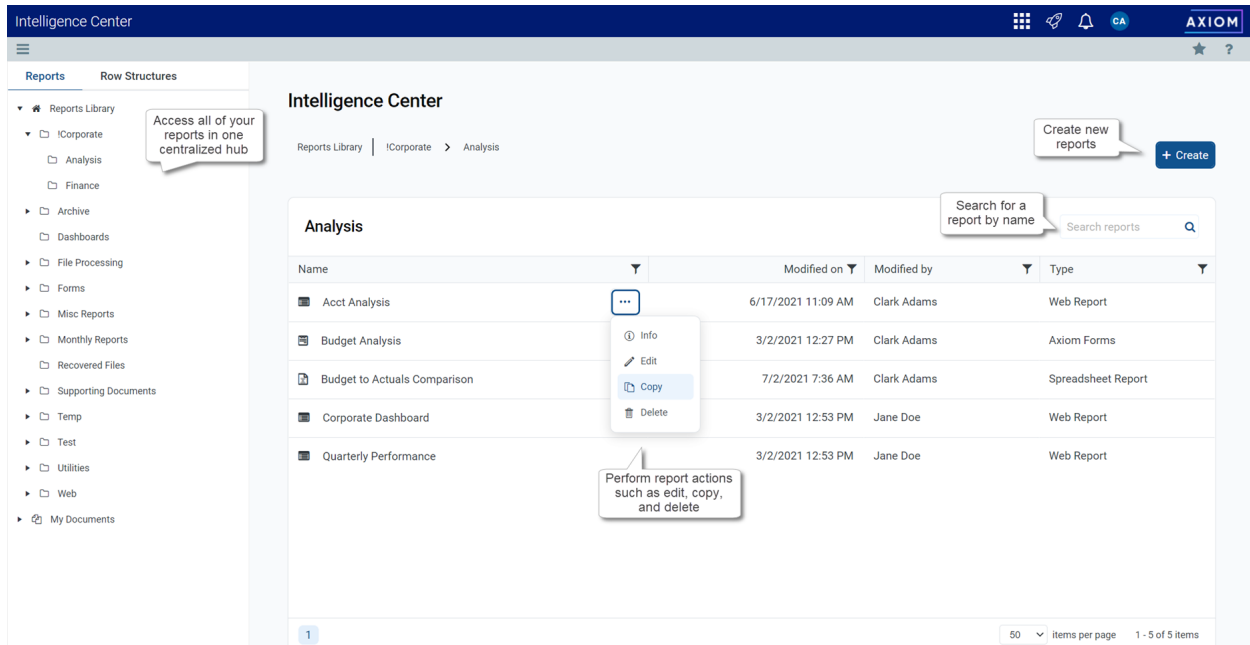 Intelligence Center
CA
AXIOM
?
Reports Row Structures
Reports Library
!Corporate
Analysis
Finance
Archive
Dashboards
File Processing
Forms
Misc Reports
Monthly Reports
Recovered Files
Supporting Documents
Temp
Test
Utilities
Web
My Documents
Access all of your
reports in one
centralized hub
Intelligence Center
Reports Library !Corporate > Analysis
Create new
reports
+ Create
Analysis
Search for a
report by name
Search reports
Name Modified on Modified by Type
Acct Analysis ... 6/17/2021 11:09 AM Clark Adams Web Report
Budget Analysis 3/2/2021 12:27 PM Clark Adams Axiom Forms
Budget to Actuals Comparison 7/2/2021 7:36 AM Clark Adams Spreadsheet Report
Corporate Dashboard 3/2/2021 12:53 PM Jane Doe Web Report
Quarterly Performance 3/2/2021 12:53 PM Jane Doe Web Report
Info
Edit
Copy
Delete
Perform report actions
such as edit, copy,
and delete
1
50 items per page 1 - 5 of 5 items